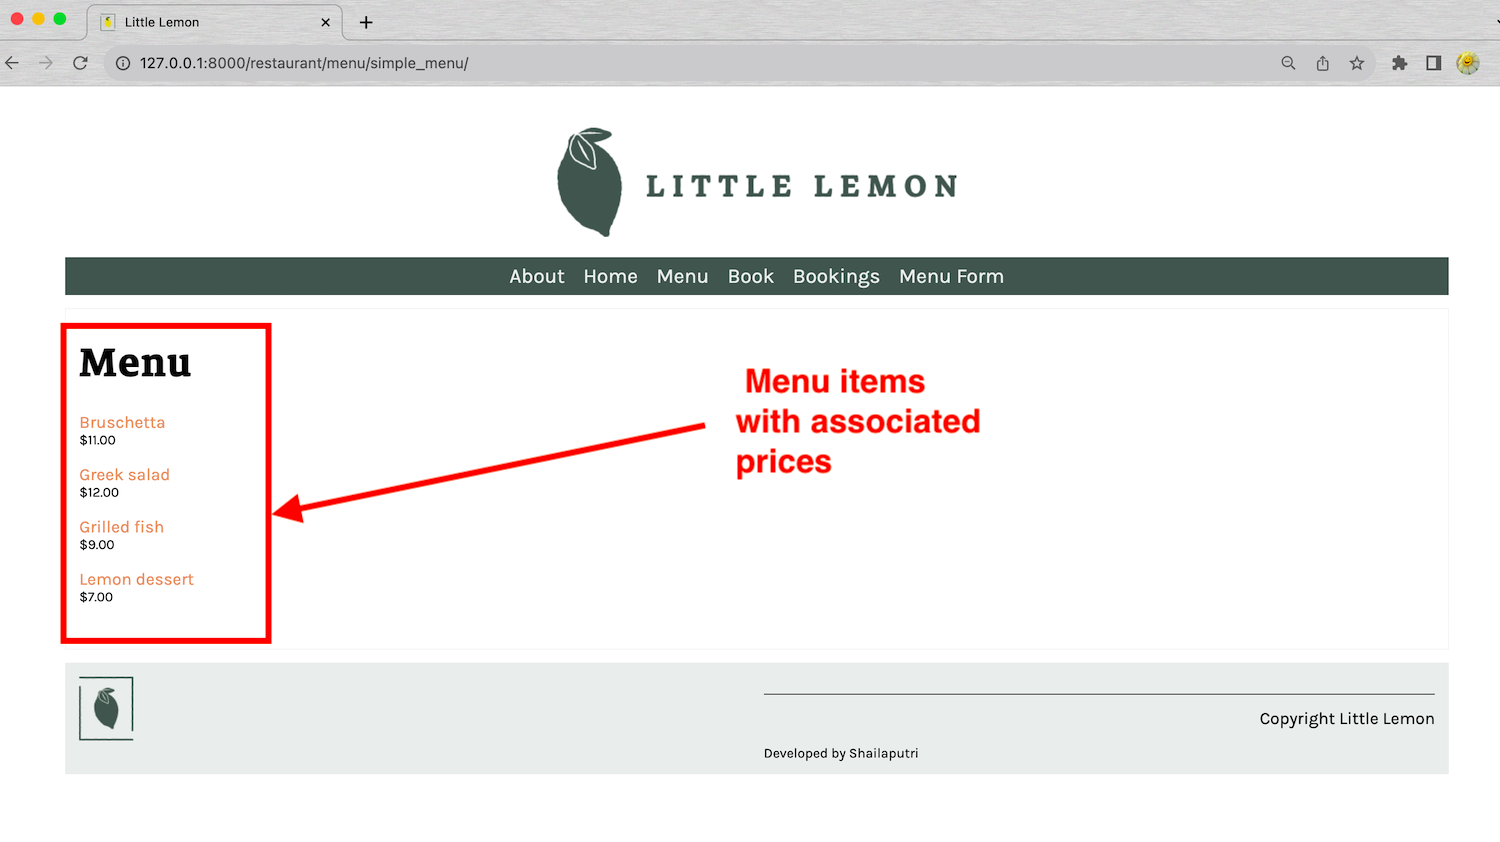 Little Lemon
127.0.0.1:8000/restaurant/menu/simple_menu/
LITTLE LEMON
About Home Menu Book Bookings Menu Form
Menu
Bruschetta
$11.00
Greek salad
$12.00
Grilled fish
$9.00
Lemon dessert
$7.00
Menu items
with associated
prices
Copyright Little Lemon
Developed by Shailaputri